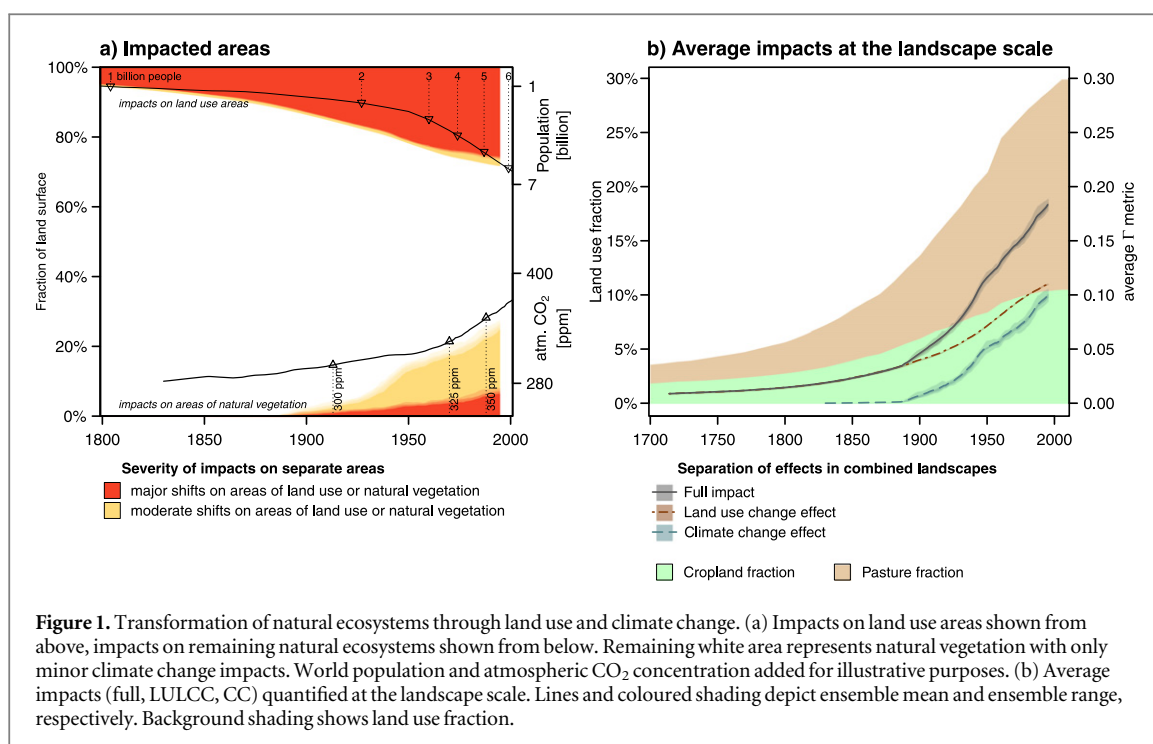 a) Impacted areas
100%
80%
60%
40%
20%
0%
Fraction of land surface
1 billion people
2
3
4
5
6
impacts on land use areas
1
7
Population
[billion]
400
280
atm. CO2
[ppm]
300 ppm
325 ppm
350 ppm
impacts on areas of natural vegetation
1800
1850
1900
1950
2000
Severity of impacts on separate areas
major shifts on areas of land use or natural vegetation
moderate shifts on areas of land use or natural vegetation
b) Average impacts at the landscape scale
30%
25%
20%
15%
10%
5%
0%
Land use fraction
0.30
0.25
0.20
0.15
0.10
0.05
0.00
average Γ metric
1700
1750
1800
1850
1900
1950
2000
Separation of effects in combined landscapes
Full impact
Land use change effect
Climate change effect
Cropland fraction
Pasture fraction
Figure 1. Transformation of natural ecosystems through land use and climate change. (a) Impacts on land use areas shown from
above, impacts on remaining natural ecosystems shown from below. Remaining white area represents natural vegetation with only
minor climate change impacts. World population and atmospheric CO2 concentration added for illustrative purposes. (b) Average
impacts (full, LULCC, CC) quantified at the landscape scale. Lines and coloured shading depict ensemble mean and ensemble range,
respectively. Background shading shows land use fraction.